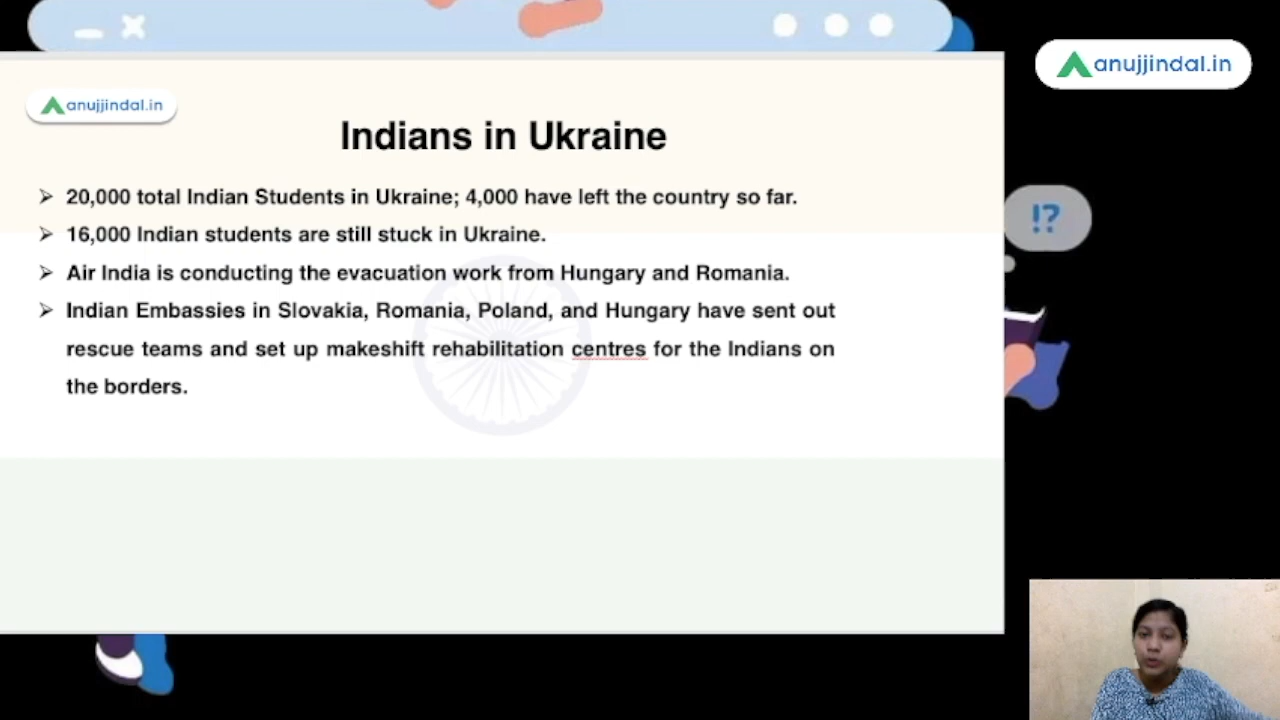 anujjindal.in
anujjindal.in
Indians in Ukraine
➢ 20,000 total Indian Students in Ukraine; 4,000 have left the country so far.
➢ 16,000 Indian students are still stuck in Ukraine.
!?
➢ Air India is conducting the evacuation work from Hungary and Romania.
➢ Indian Embassies in Slovakia, Romania, Poland, and Hungary have sent out
rescue teams and set up makeshift rehabilitation centres for the Indians on
the borders.